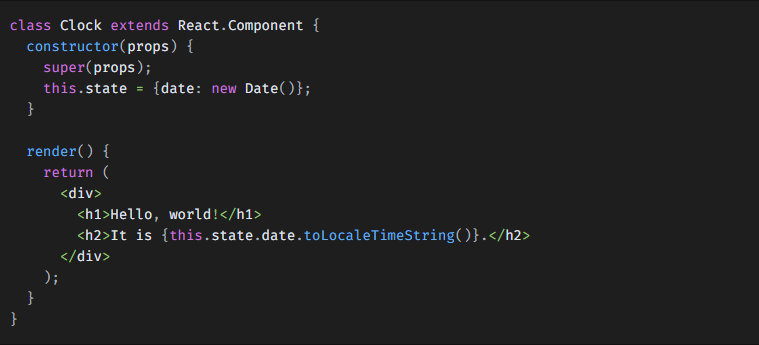 class Clock extends React.Component {
  constructor(props) {
    super(props);
    this.state = {date: new Date()};
  }

  render() {
    return (
      <div>
        <h1>Hello, world!</h1>
        <h2>It is {this.state.date.toLocaleTimeString()}.</h2>
      </div>
    );
  }
}